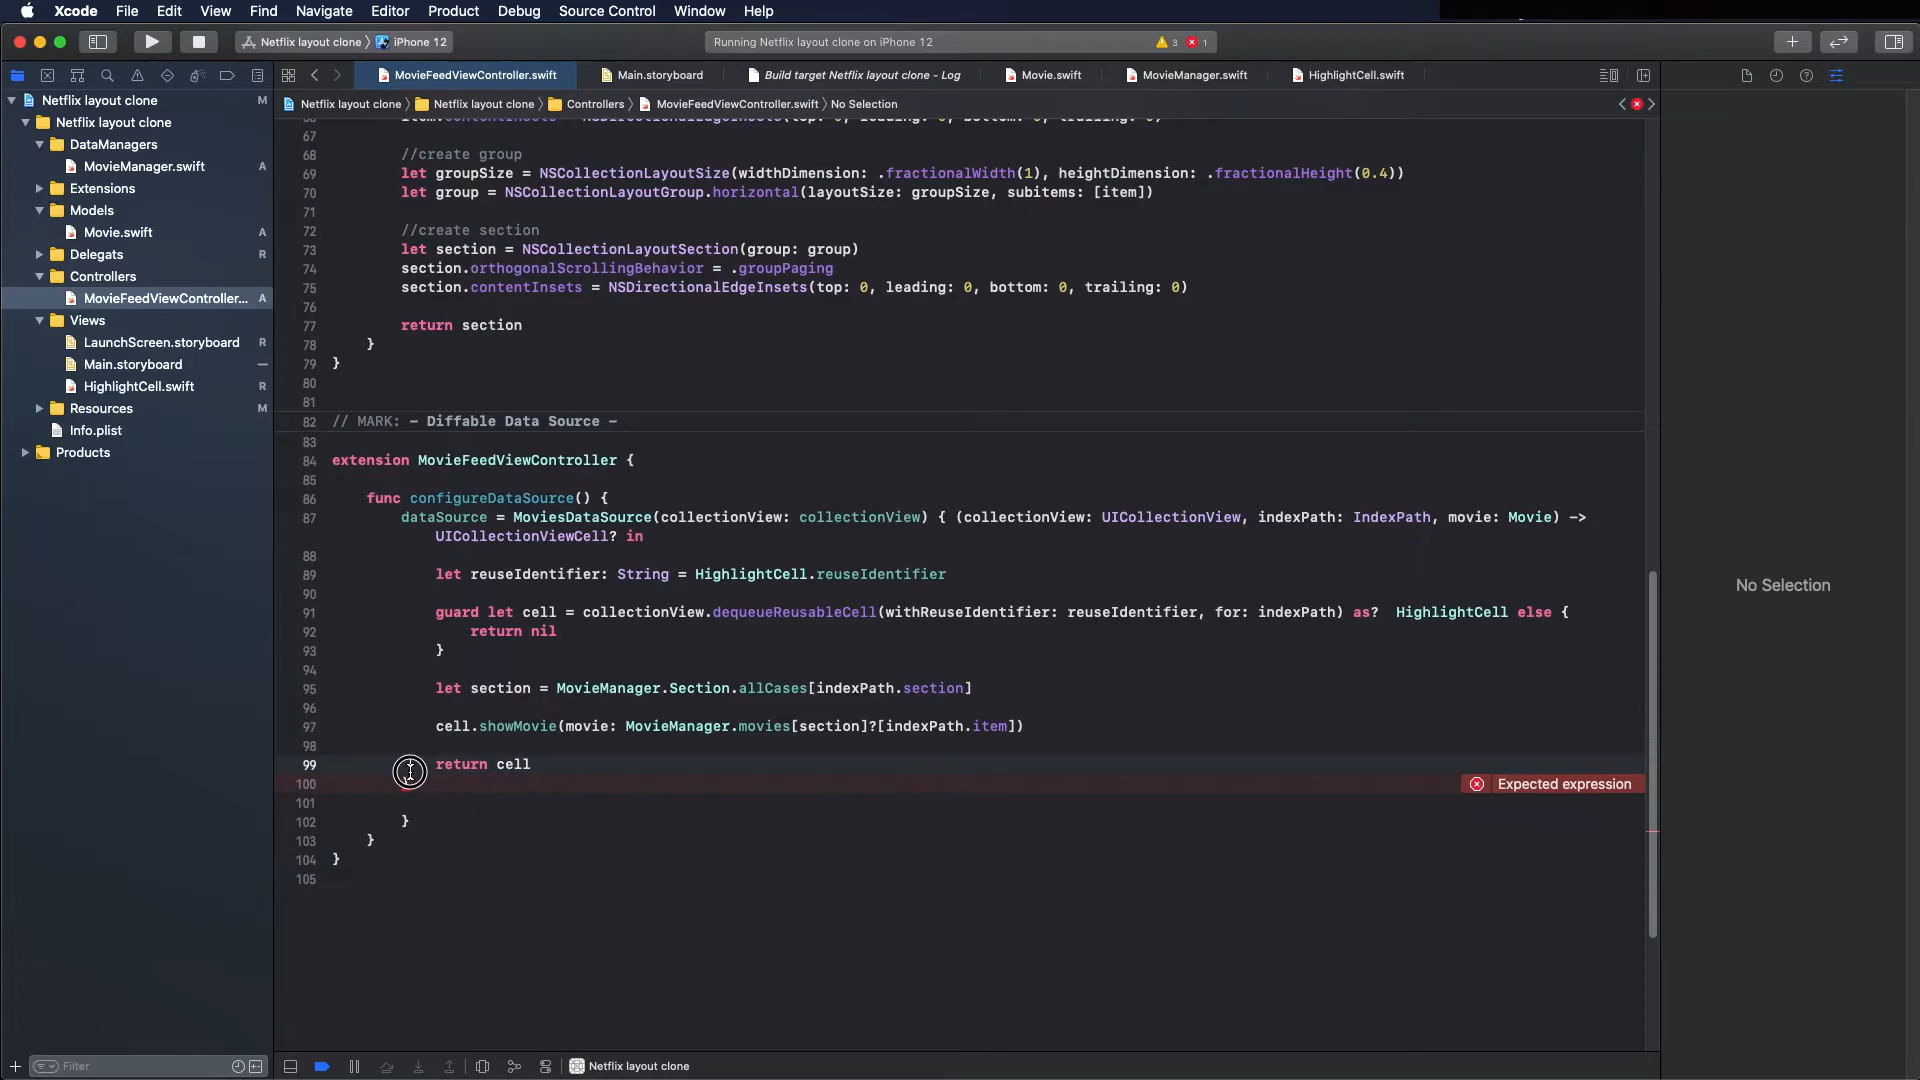 Xcode File Edit View Find Navigate Editor Product Debug Source Control Window Help
Netflix layout clone 〉 iPhone 12
Running Netflix layout clone on iPhone 12
3 1
MovieFeedViewController.swift
Main.storyboard
Build target Netflix layout clone - Log
Movie.swift
MovieManager.swift
HighlightCell.swift
Netflix layout clone 〉 Netflix layout clone 〉 Controllers 〉 MovieFeedViewController.swift 〉 No Selection
Netflix layout clone M
Netflix layout clone
DataManagers
MovieManager.swift A
Extensions
Models
Movie.swift A
Delegats R
Controllers
MovieFeedViewController... A
Views
LaunchScreen.storyboard R
Main.storyboard –
HighlightCell.swift R
Resources M
Info.plist
Products
67
68 //create group
69 let groupSize = NSCollectionLayoutSize(widthDimension: .fractionalWidth(1), heightDimension: .fractionalHeight(0.4))
70 let group = NSCollectionLayoutGroup.horizontal(layoutSize: groupSize, subitems: [item])
71
72 //create section
73 let section = NSCollectionLayoutSection(group: group)
74 section.orthogonalScrollingBehavior = .groupPaging
75 section.contentInsets = NSDirectionalEdgeInsets(top: 0, leading: 0, bottom: 0, trailing: 0)
76
77 return section
78 }
79 }
80
81
82 // MARK: - Diffable Data Source -
83
84 extension MovieFeedViewController {
85
86 func configureDataSource() {
87 dataSource = MoviesDataSource(collectionView: collectionView) { (collectionView: UICollectionView, indexPath: IndexPath, movie: Movie) ->
UICollectionViewCell? in
88
89 let reuseIdentifier: String = HighlightCell.reuseIdentifier
90
91 guard let cell = collectionView.dequeueReusableCell(withReuseIdentifier: reuseIdentifier, for: indexPath) as? HighlightCell else {
92 return nil
93 }
94
95 let section = MovieManager.Section.allCases[indexPath.section]
96
97 cell.showMovie(movie: MovieManager.movies[section]?[indexPath.item])
98
99 return cell
100 Expected expression
101
102 }
103 }
104 }
105
No Selection
Filter
Netflix layout clone